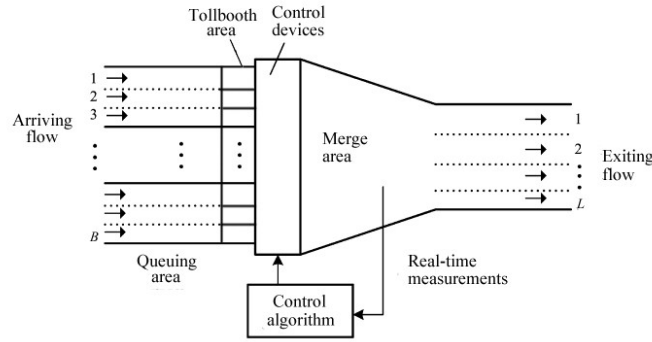 Tollbooth
area
Control
devices
1
2
3
Arriving
flow
B
Queuing
area
Merge
area
1
2
L
Exiting
flow
Real-time
measurements
Control
algorithm